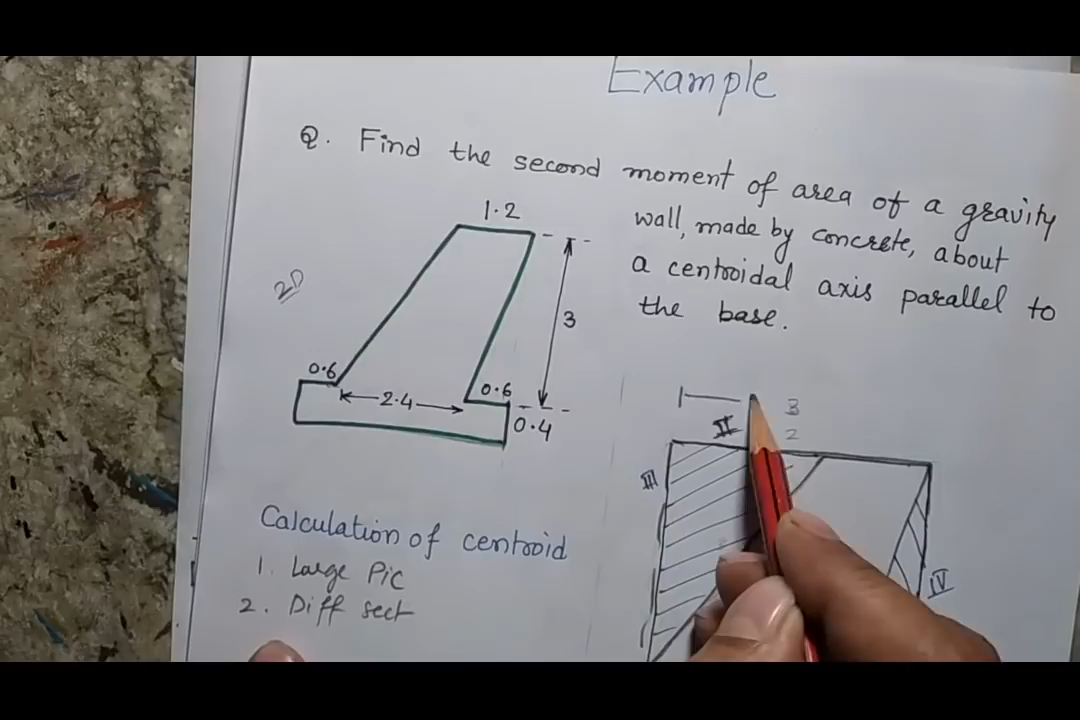 Example
Q. Find the second moment of area of a gravity
wall, made by concrete, about
a centroidal axis parallel to
the base.
1.2
2D
3
0.6
2.4
0.6
0.4
3
2
II
III
IV
Calculation of centroid
1. Large Pic
2. Diff sect